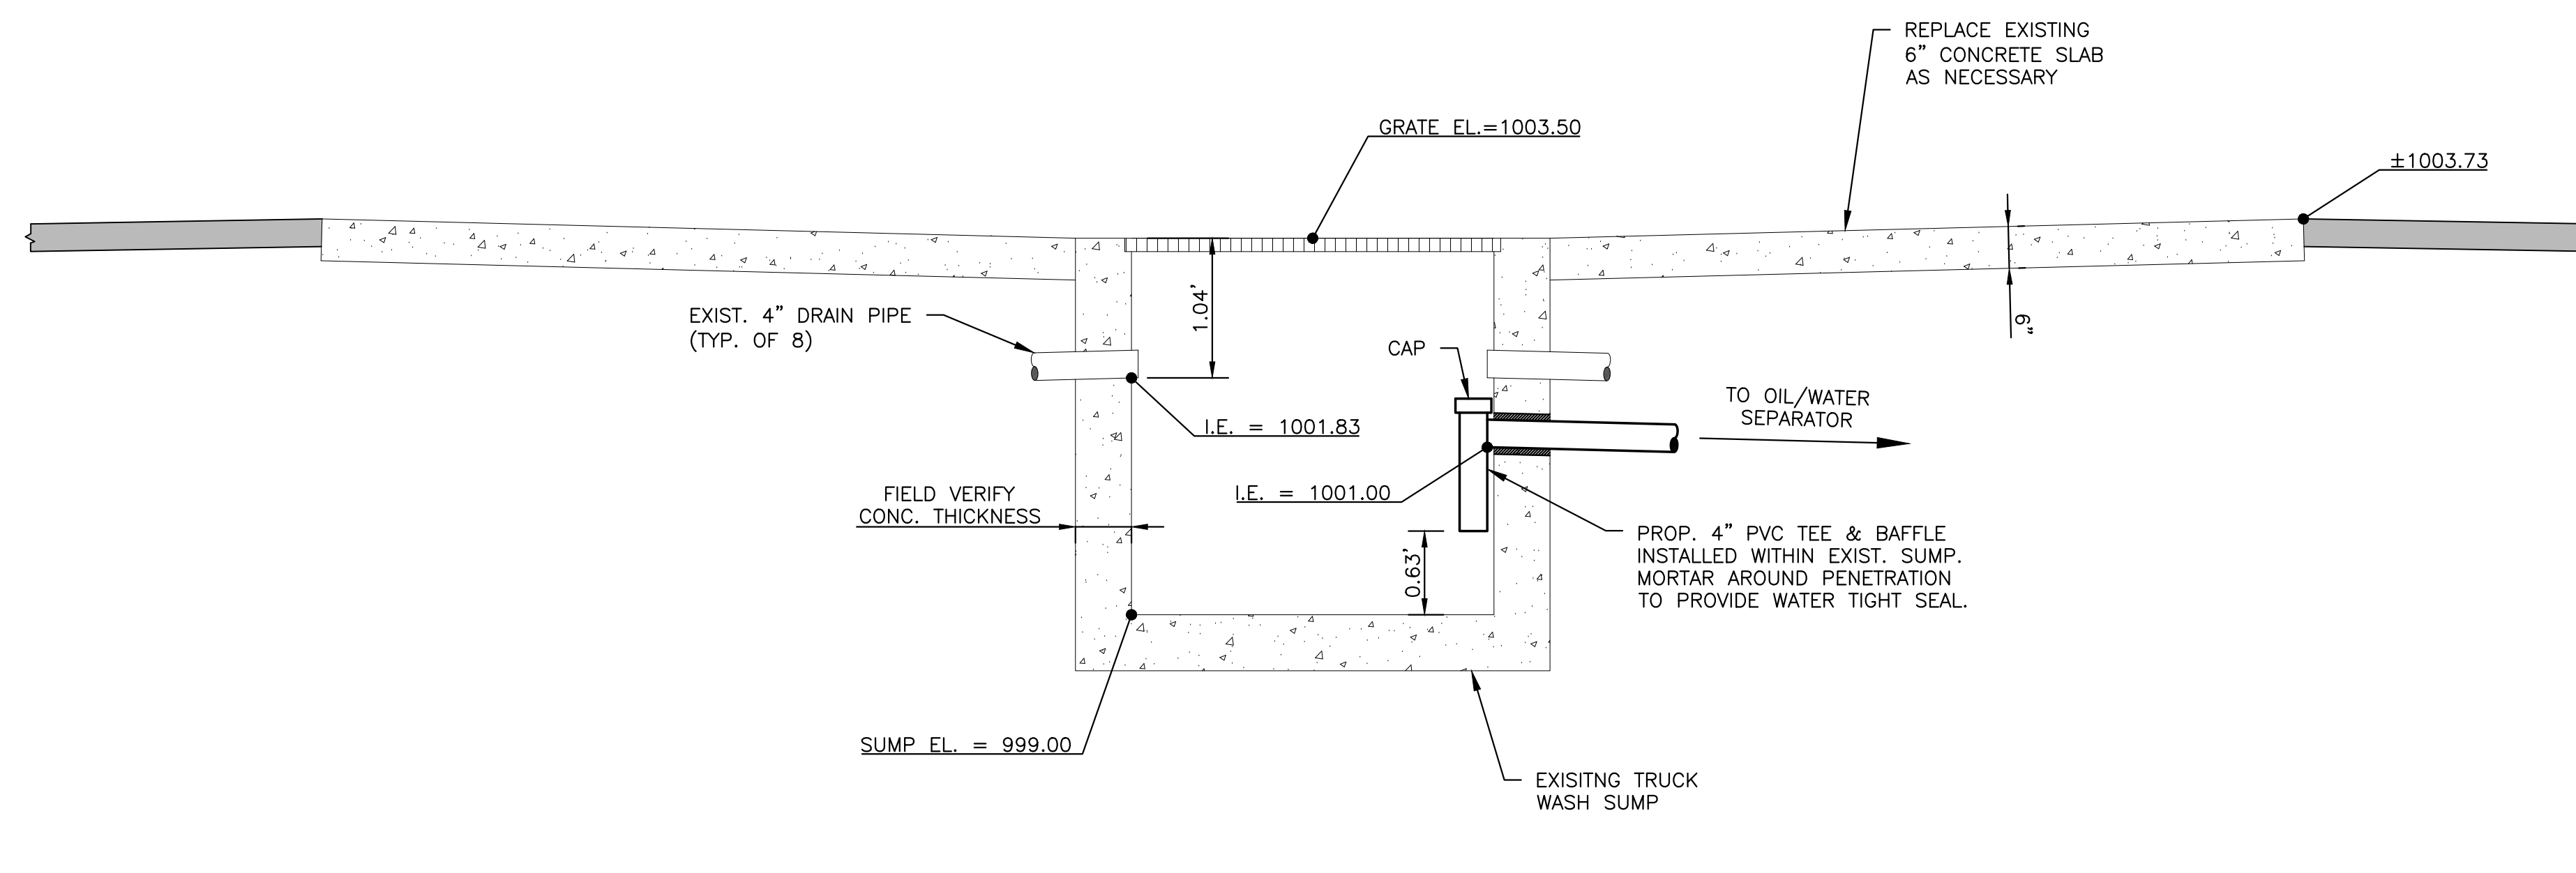 REPLACE EXISTING
6" CONCRETE SLAB
AS NECESSARY
GRATE EL.=1003.50
±1003.73
1.04'
EXIST. 4" DRAIN PIPE
(TYP. OF 8)
6"
CAP
TO OIL/WATER
SEPARATOR
I.E. = 1001.83
I.E. = 1001.00
FIELD VERIFY
CONC. THICKNESS
0.63'
PROP. 4" PVC TEE & BAFFLE
INSTALLED WITHIN EXIST. SUMP.
MORTAR AROUND PENETRATION
TO PROVIDE WATER TIGHT SEAL.
SUMP EL. = 999.00
EXISITNG TRUCK
WASH SUMP